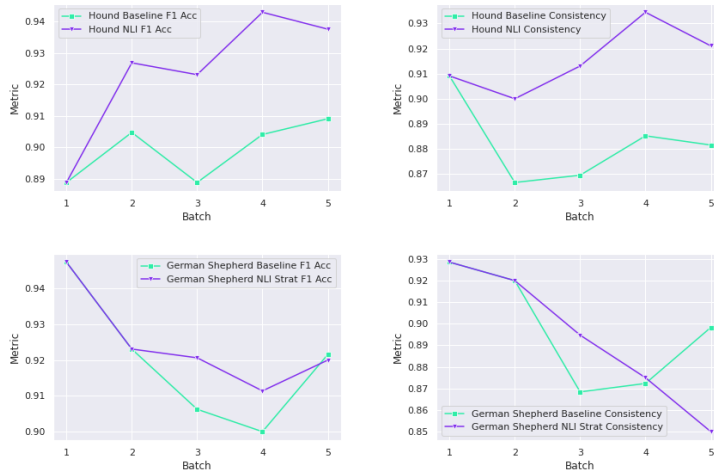 Hound Baseline F1 Acc
Hound NLI F1 Acc
Metric
0.94
0.93
0.92
0.91
0.90
0.89
1 2 3 4 5
Batch
Hound Baseline Consistency
Hound NLI Consistency
Metric
0.93
0.92
0.91
0.90
0.88
0.87
1 2 3 4 5
Batch
German Shepherd Baseline F1 Acc
German Shepherd NLI Strat F1 Acc
Metric
0.94
0.93
0.92
0.91
0.90
1 2 3 4 5
Batch
Metric
0.93
0.92
0.91
0.90
0.89
0.88
0.87
0.86
0.85
German Shepherd Baseline Consistency
German Shepherd NLI Strat Consistency
1 2 3 4 5
Batch